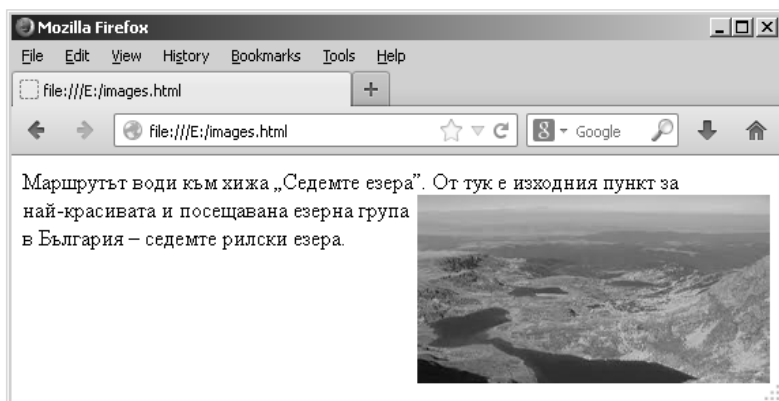 Mozilla Firefox
File Edit View History Bookmarks Tools Help
file:///E:/images.html +
file:///E:/images.html 8 Google
Маршрутът води към хижа „Седемте езера”. От тук е изходния пункт за
най-красивата и посещавана езерна група
в България – седемте рилски езера.